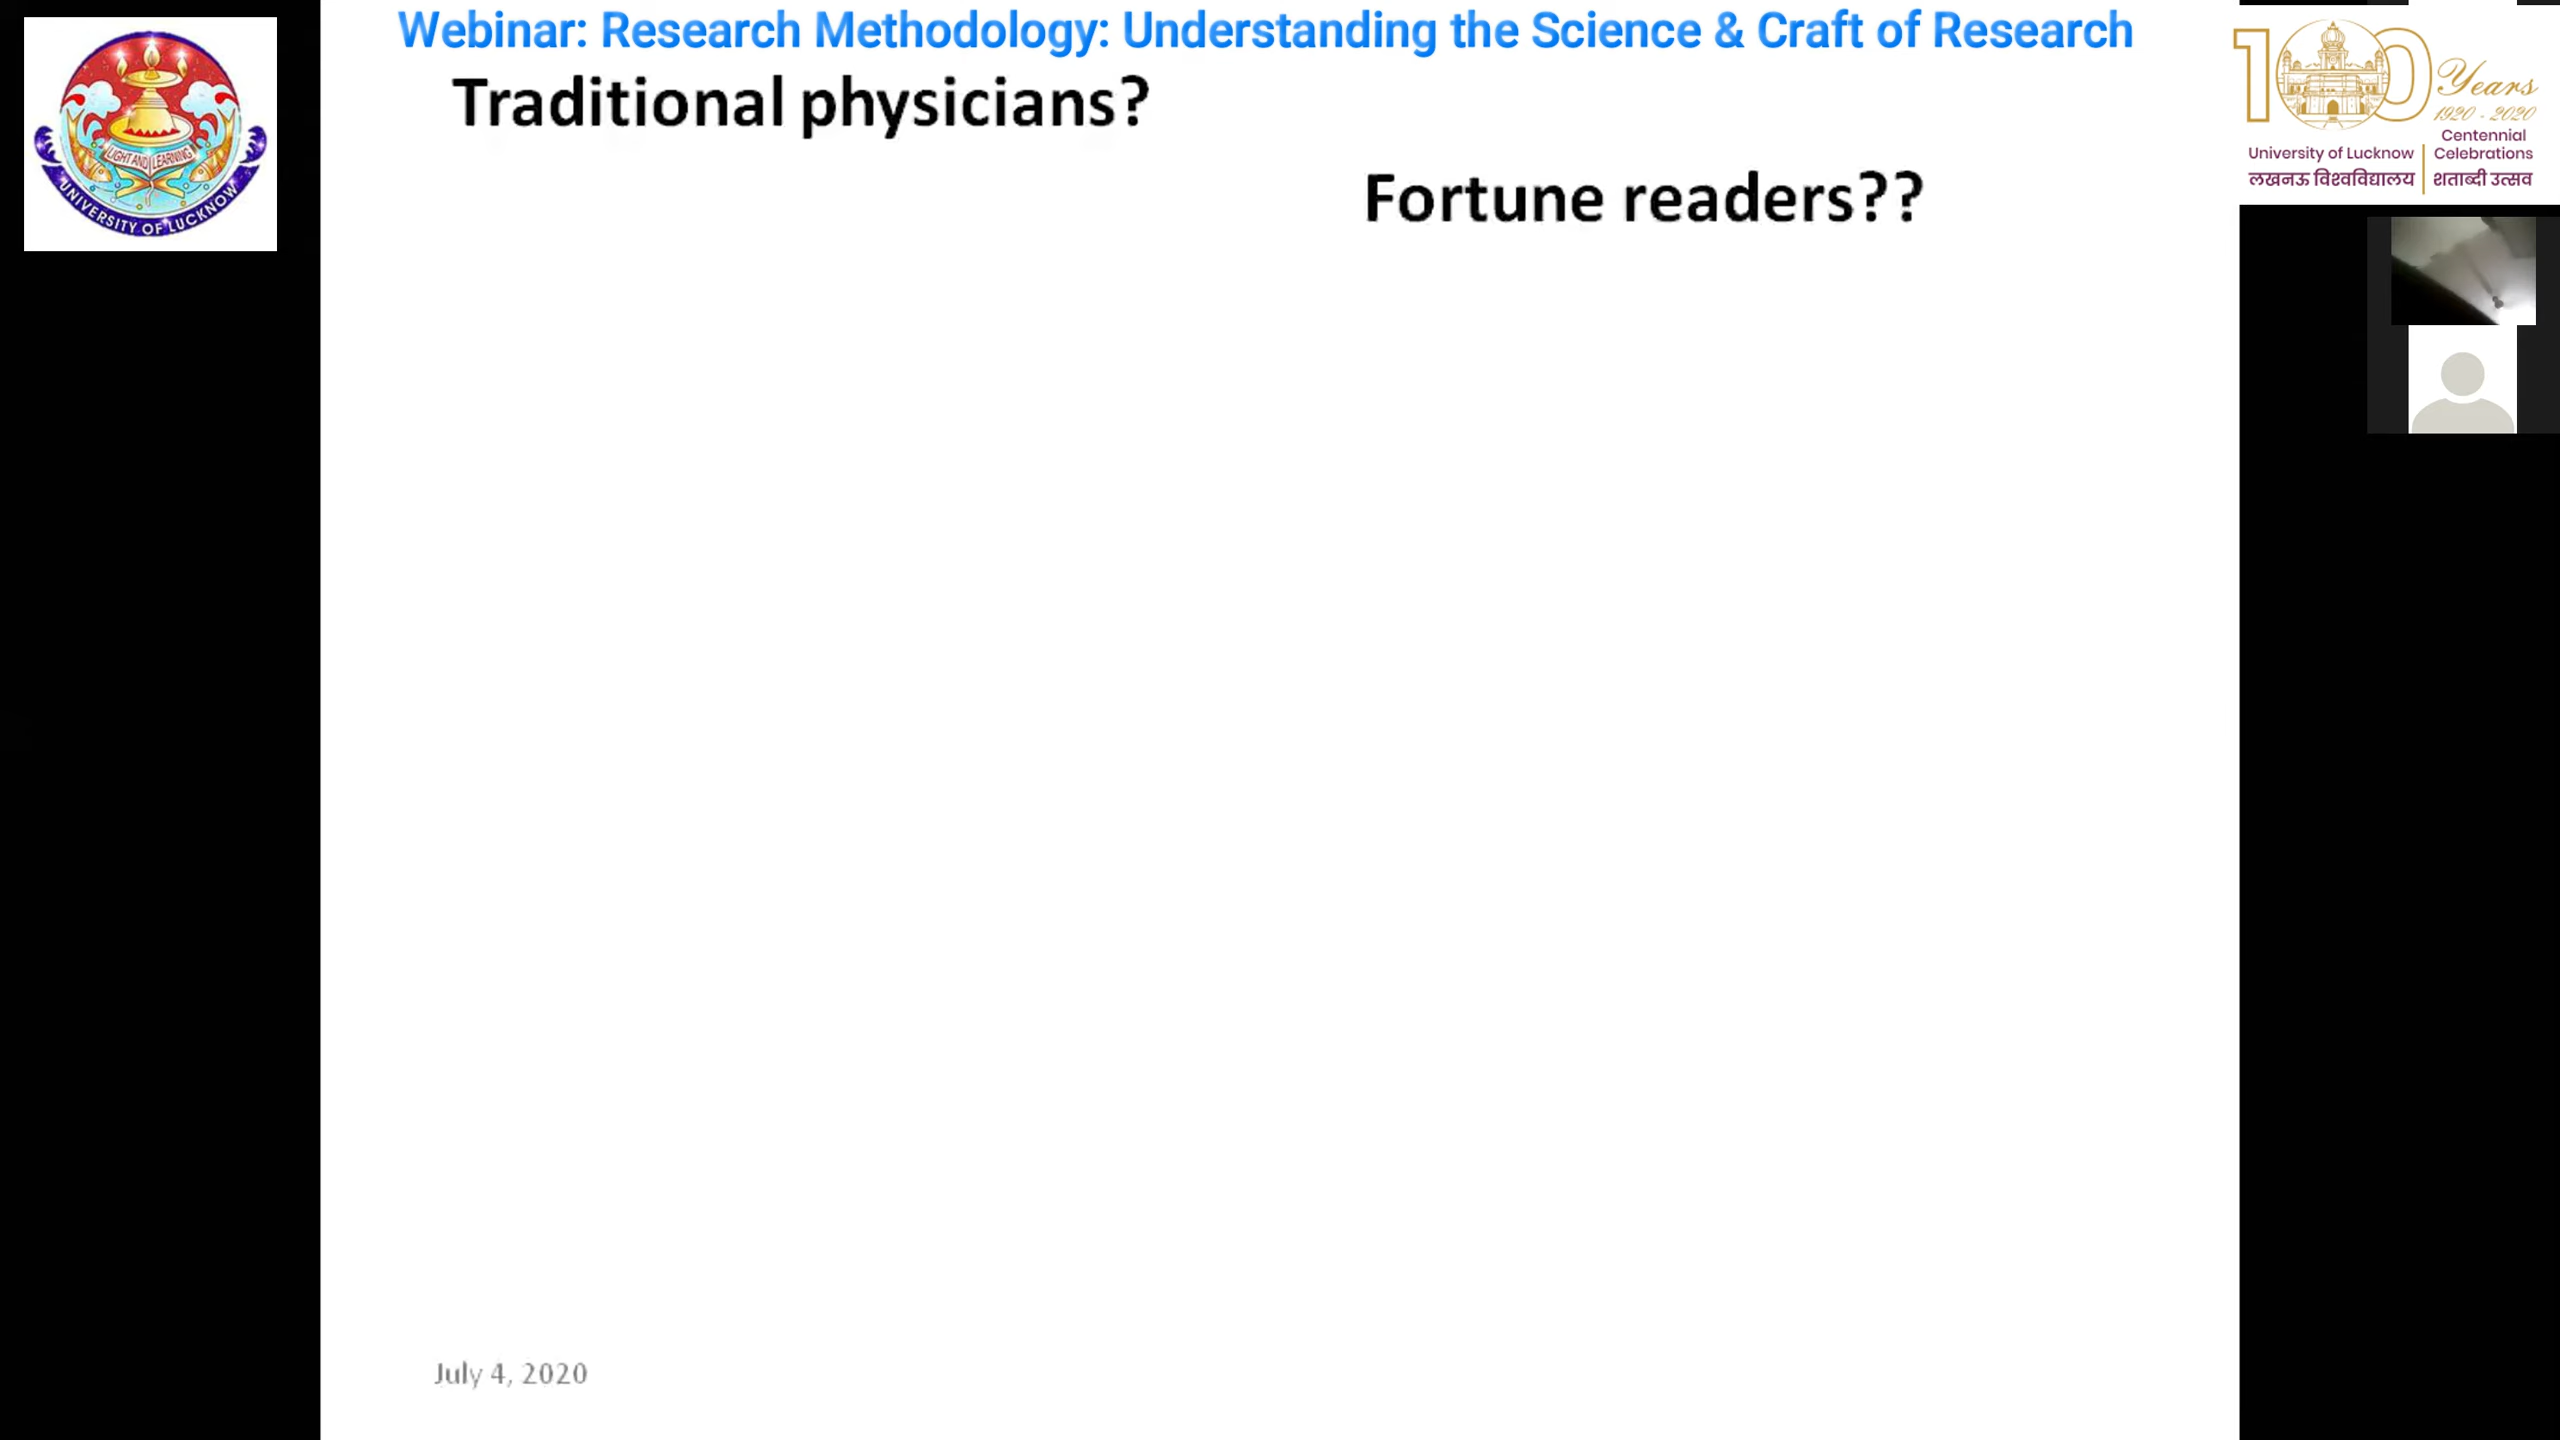 Webinar: Research Methodology: Understanding the Science & Craft of Research
Traditional physicians?
Fortune readers??
LIGHT AND LEARNING
UNIVERSITY OF LUCKNOW
100 Years
1920 - 2020
Centennial
Celebrations
University of Lucknow
लखनऊ विश्वविद्यालय
शताब्दी उत्सव
July 4, 2020